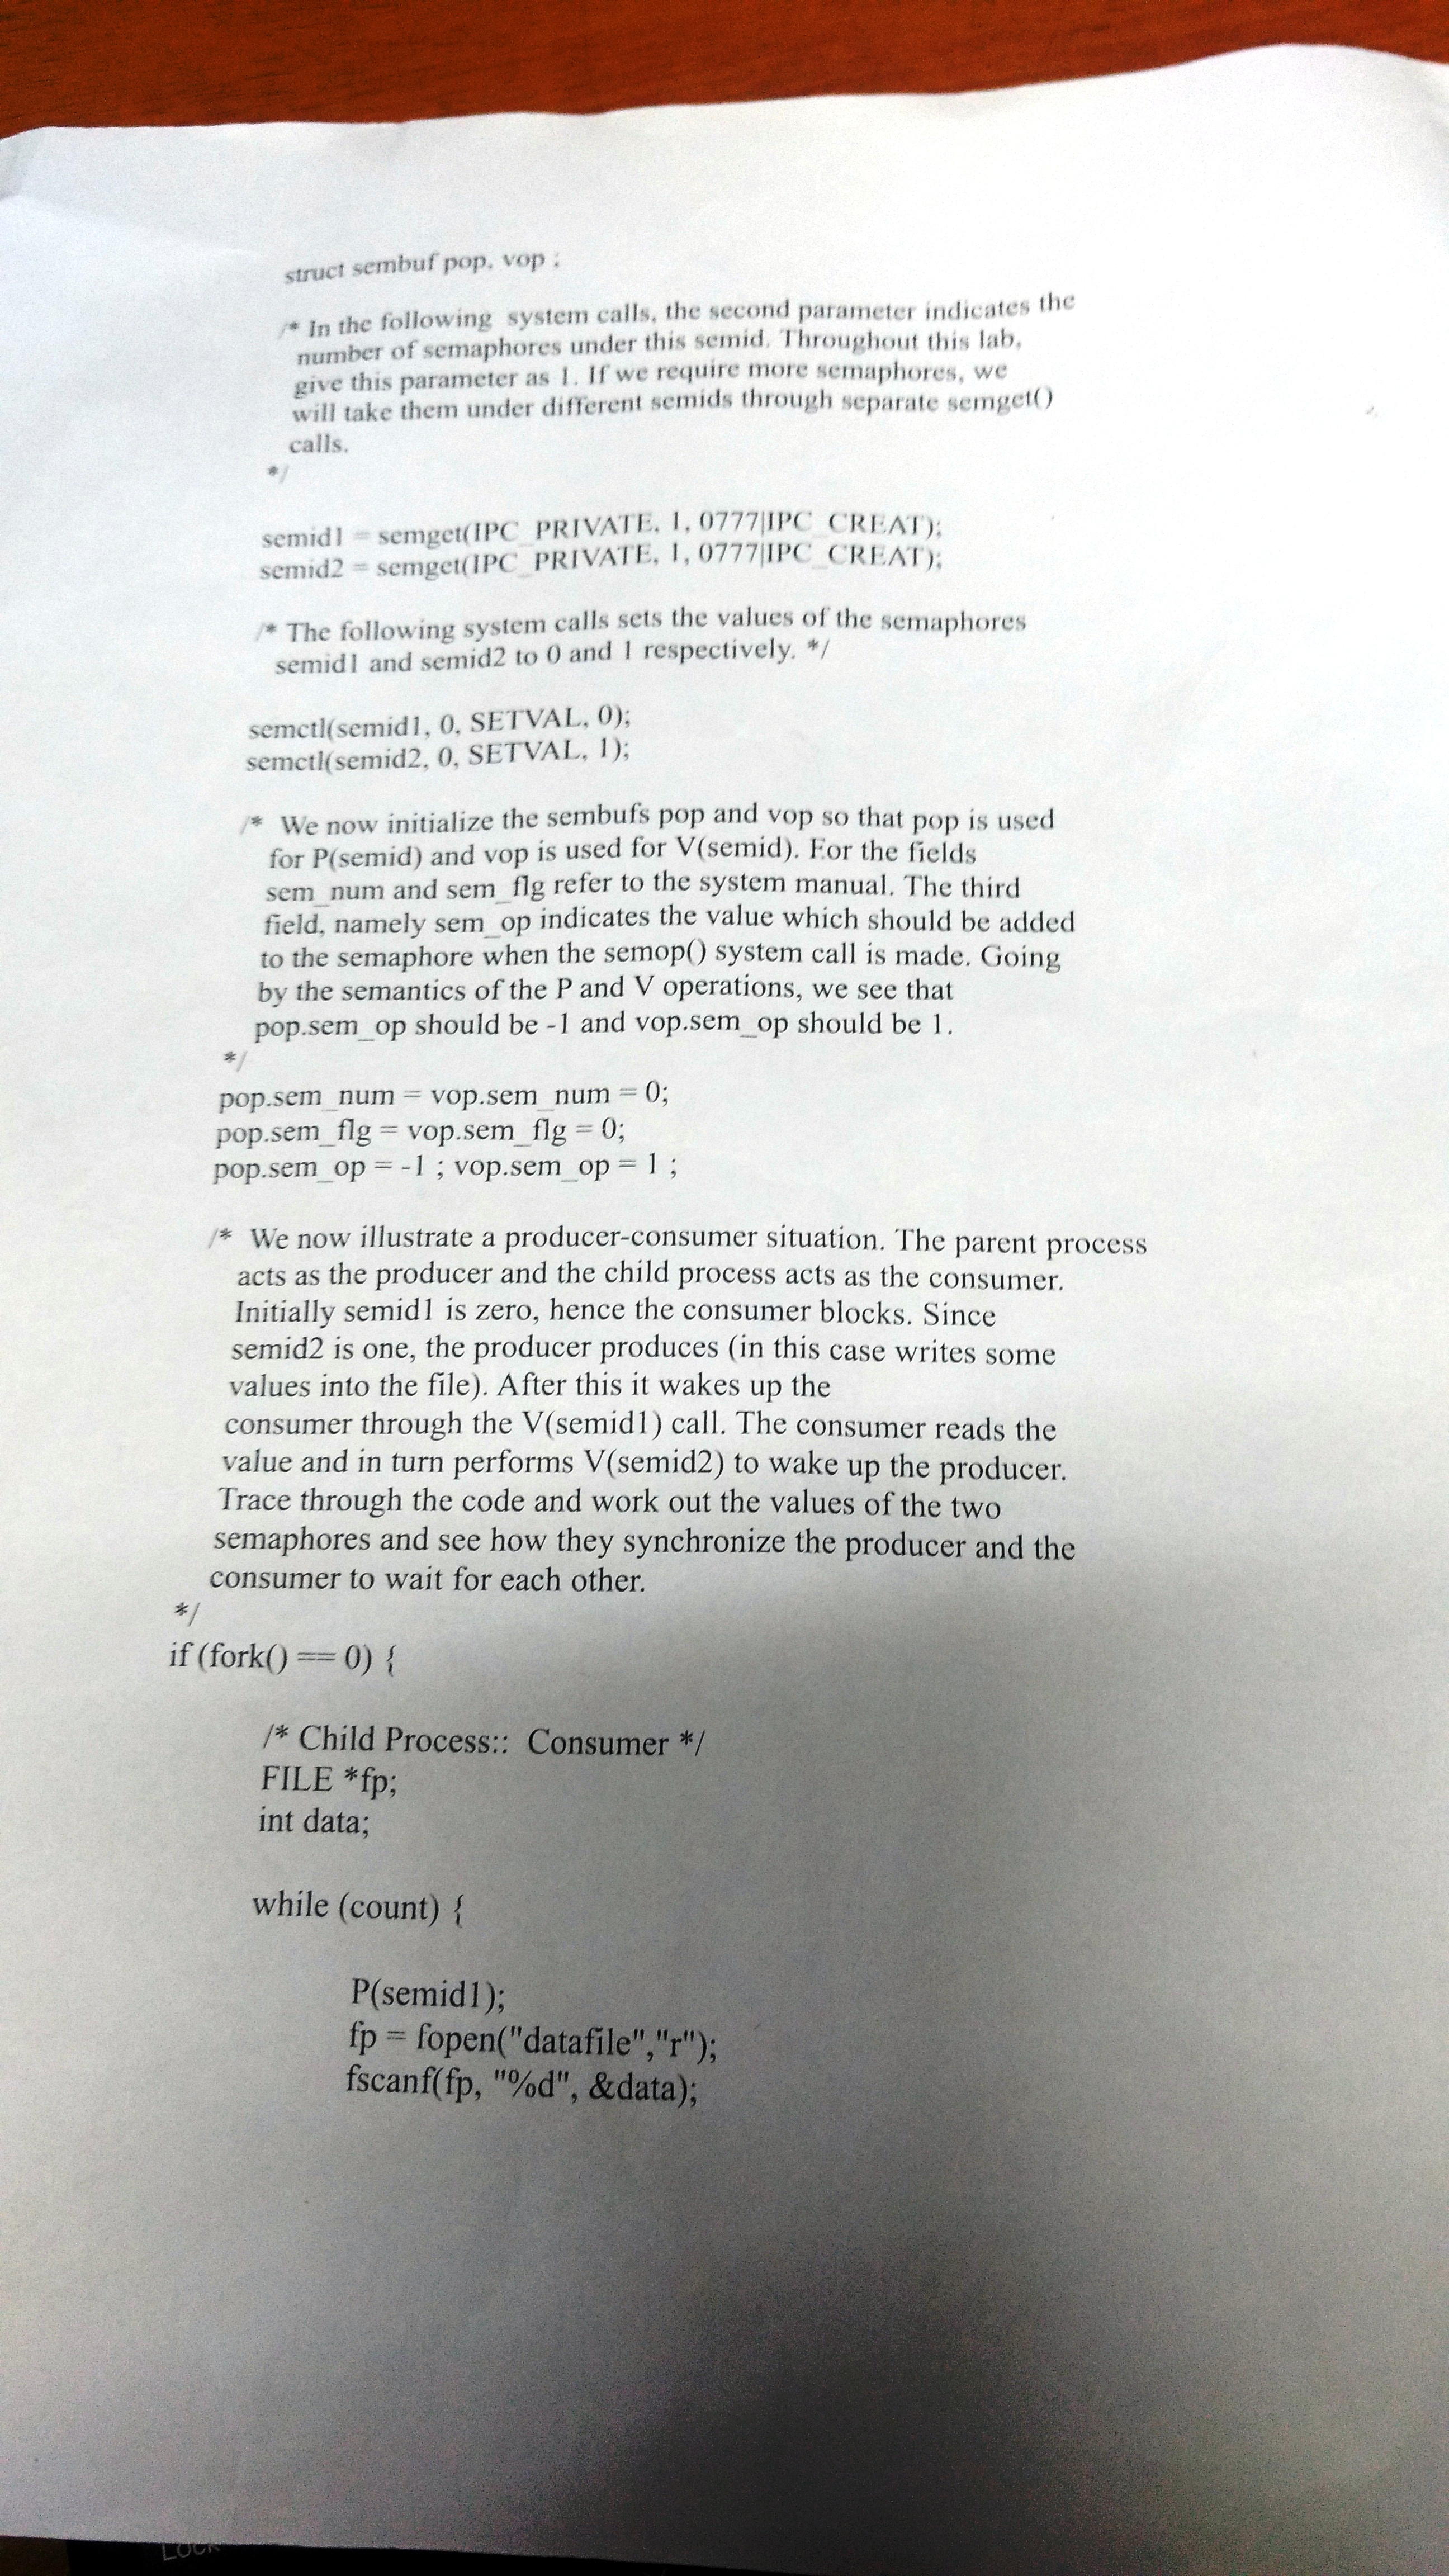 struct sembuf pop, vop ;
/* In the following system calls, the second parameter indicates the
number of semaphores under this semid. Throughout this lab,
give this parameter as 1. If we require more semaphores, we
will take them under different semids through separate semget()
calls.
*/
semid1 = semget(IPC_PRIVATE, 1, 0777|IPC_CREAT);
semid2 = semget(IPC_PRIVATE, 1, 0777|IPC_CREAT);
/* The following system calls sets the values of the semaphores
semid1 and semid2 to 0 and 1 respectively. */
semctl(semid1, 0, SETVAL, 0);
semctl(semid2, 0, SETVAL, 1);
/* We now initialize the sembufs pop and vop so that pop is used
for P(semid) and vop is used for V(semid). For the fields
sem_num and sem_flg refer to the system manual. The third
field, namely sem_op indicates the value which should be added
to the semaphore when the semop() system call is made. Going
by the semantics of the P and V operations, we see that
pop.sem_op should be -1 and vop.sem_op should be 1.
*/
pop.sem_num = vop.sem_num = 0;
pop.sem_flg = vop.sem_flg = 0;
pop.sem_op = -1 ; vop.sem_op = 1 ;
/* We now illustrate a producer-consumer situation. The parent process
acts as the producer and the child process acts as the consumer.
Initially semid1 is zero, hence the consumer blocks. Since
semid2 is one, the producer produces (in this case writes some
values into the file). After this it wakes up the
consumer through the V(semid1) call. The consumer reads the
value and in turn performs V(semid2) to wake up the producer.
Trace through the code and work out the values of the two
semaphores and see how they synchronize the producer and the
consumer to wait for each other.
*/
if (fork() == 0) {
/* Child Process:: Consumer */
FILE *fp;
int data;
while (count) {
P(semid1);
fp = fopen("datafile","r");
fscanf(fp, "%d", &data);
LOCK